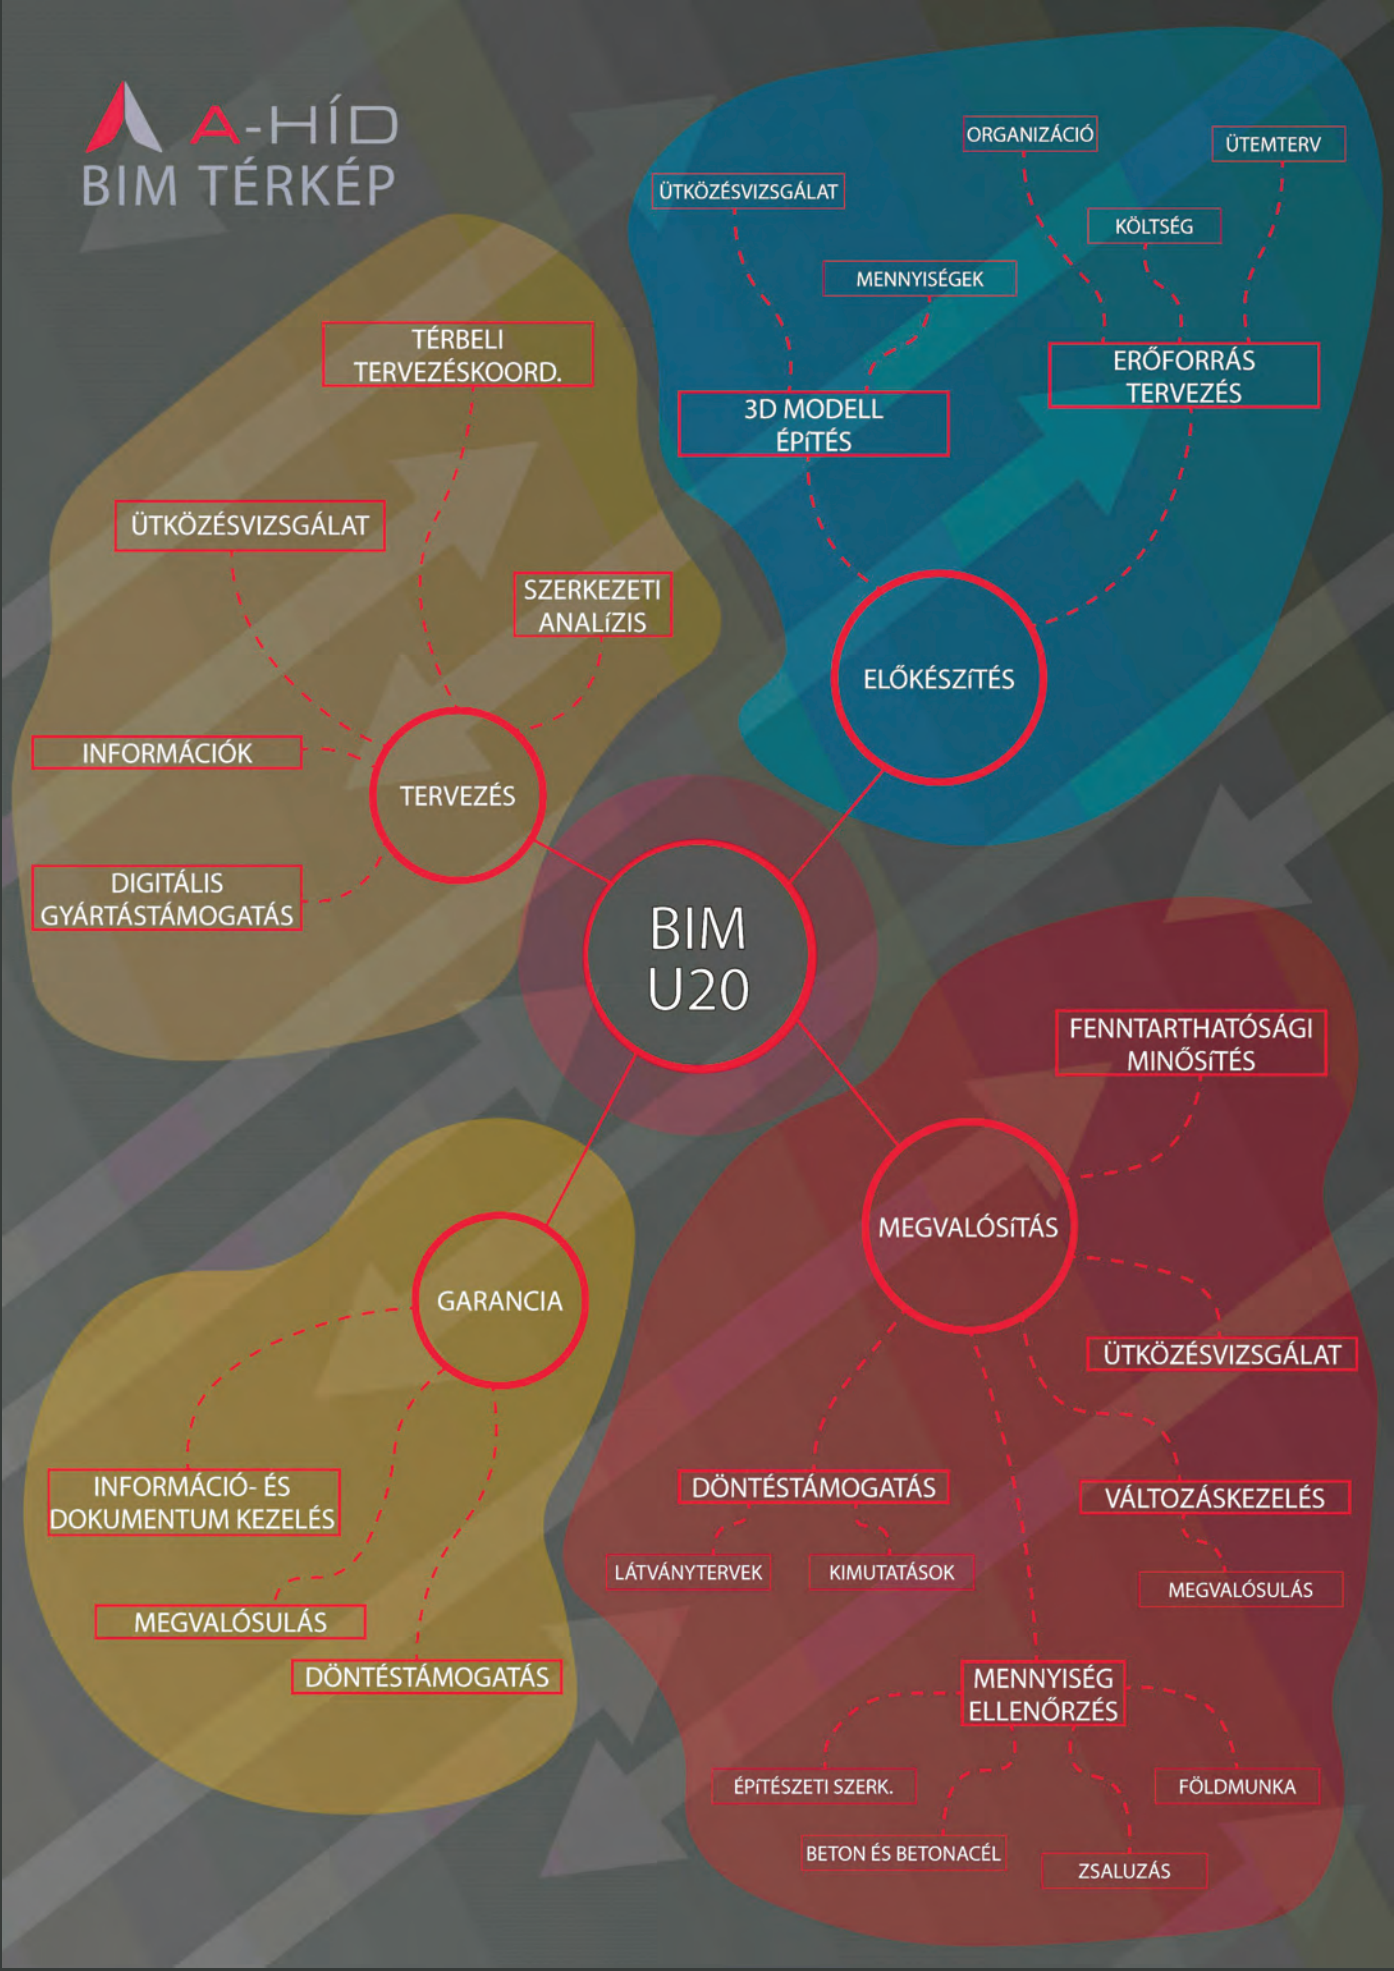 A-HÍD
BIM TÉRKÉP
ORGANIZÁCIÓ
ÜTEMTERV
ÜTKÖZÉSVIZSGÁLAT
KÖLTSÉG
MENNYISÉGEK
ERŐFORRÁS
TERVEZÉS
3D MODELL
ÉPíTÉS
ELŐKÉSZíTÉS
TÉRBELI
TERVEZÉSKOORD.
ÜTKÖZÉSVIZSGÁLAT
SZERKEZETI
ANALíZIS
INFORMÁCIÓK
TERVEZÉS
DIGITÁLIS
GYÁRTÁSTÁMOGATÁS
BIM
U20
FENNTARTHATÓSÁGI
MINŐSíTÉS
MEGVALÓSíTÁS
ÜTKÖZÉSVIZSGÁLAT
DÖNTÉSTÁMOGATÁS
VÁLTOZÁSKEZELÉS
LÁTVÁNYTERVEK
KIMUTATÁSOK
MEGVALÓSULÁS
MENNYISÉG
ELLENŐRZÉS
ÉPíTÉSZETI SZERK.
FÖLDMUNKA
BETON ÉS BETONACÉL
ZSALUZÁS
GARANCIA
INFORMÁCIÓ- ÉS
DOKUMENTUM KEZELÉS
MEGVALÓSULÁS
DÖNTÉSTÁMOGATÁS